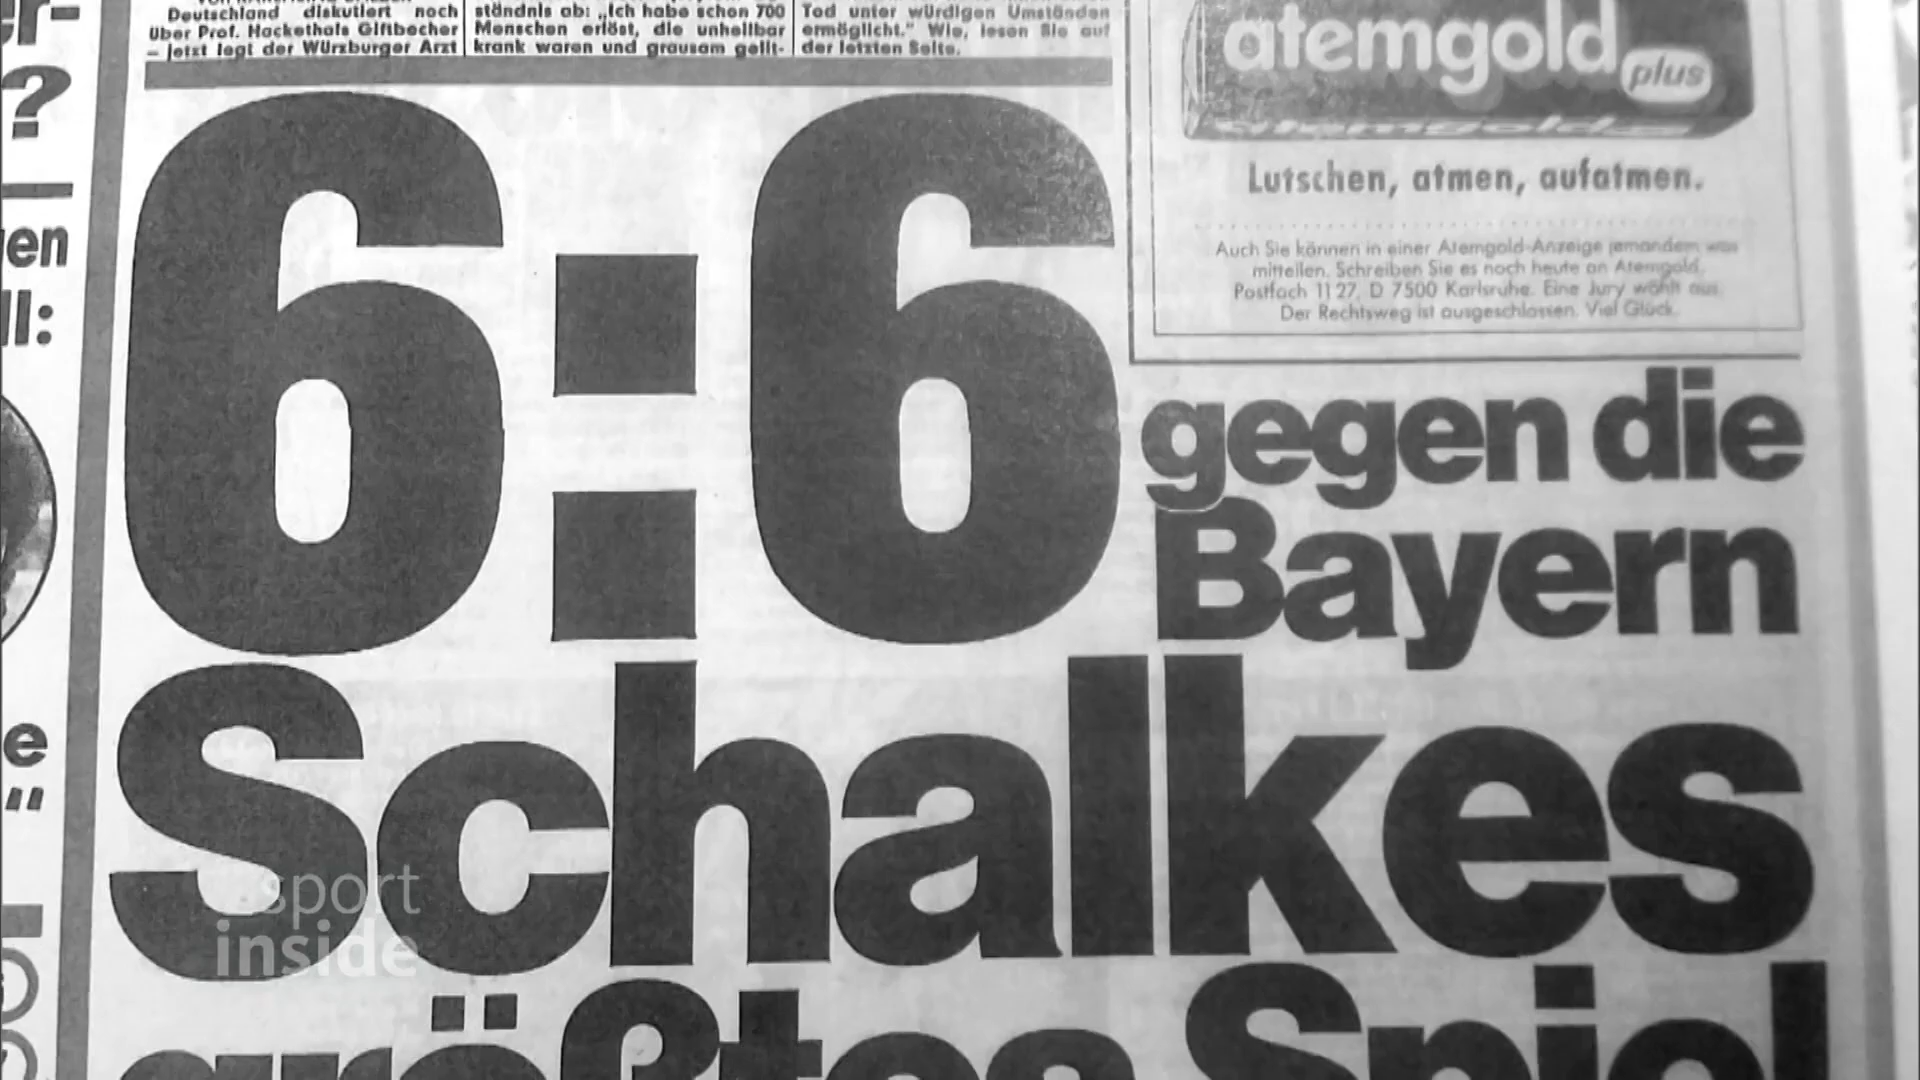 Deutschland diskutiert noch
über Prof. Hackethals Giftbecher
– jetzt legt der Würzburger Arzt
ständnis ab: „Ich habe schon 700
Menschen erlöst, die unheilbar
krank waren und grausam gelit-
Tod unter würdigen Umständen
ermöglicht." Wie, lesen Sie auf
der letzten Seite.
atemgold
plus
atemgold
Lutschen, atmen, aufatmen.
Auch Sie können in einer Atemgold-Anzeige jemandem was
mitteilen. Schreiben Sie es noch heute an Atemgold,
Postfach 11 27, D 7500 Karlsruhe. Eine Jury wählt aus.
Der Rechtsweg ist ausgeschlossen. Viel Glück.
6:6
gegen die
Bayern
Schalkes
größtes Spiel
?
en
ll:
e
“
sport
inside